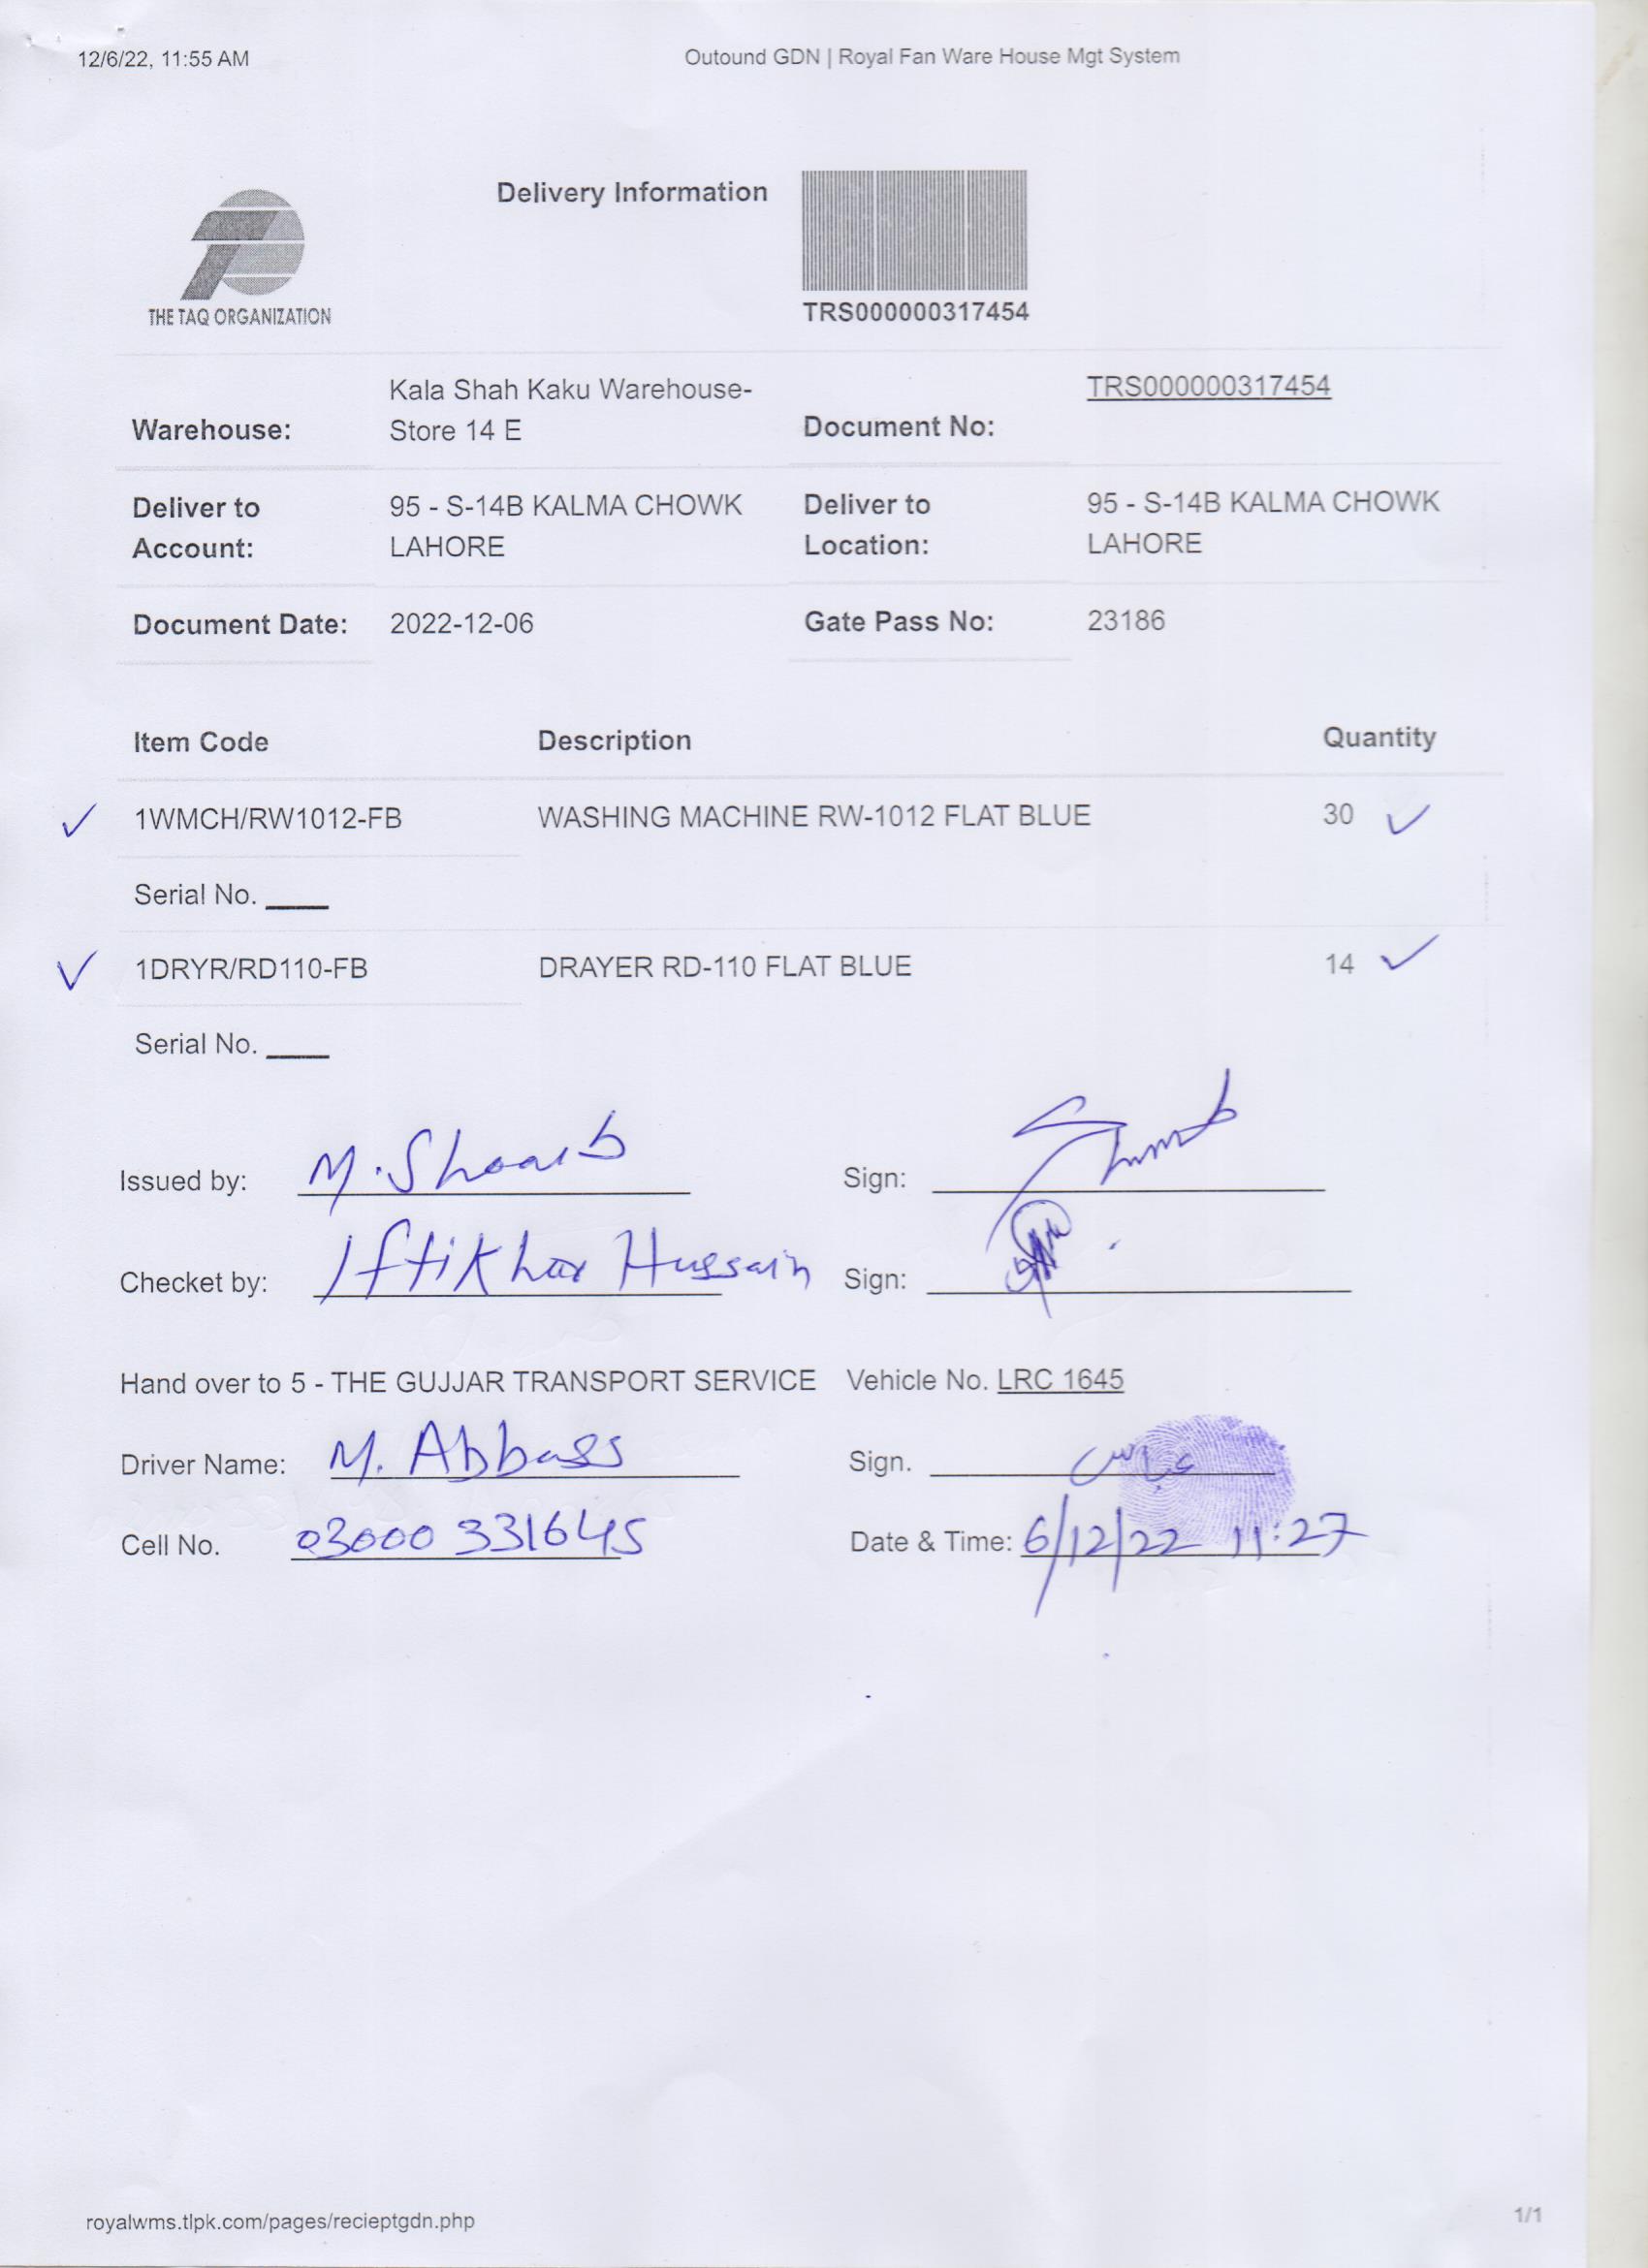 12/6/22, 11:55 AM
Outound GDN | Royal Fan Ware House Mgt System
Delivery Information
THE TAQ ORGANIZATION
TRS000000317454
Warehouse: Kala Shah Kaku Warehouse-
Store 14 E
Document No: TRS000000317454
Deliver to
Account:
95 - S-14B KALMA CHOWK
LAHORE
Deliver to
Location:
95 - S-14B KALMA CHOWK
LAHORE
Document Date: 2022-12-06
Gate Pass No: 23186
Item Code Description Quantity
1WMCH/RW1012-FB WASHING MACHINE RW-1012 FLAT BLUE 30
Serial No.
1DRYR/RD110-FB DRAYER RD-110 FLAT BLUE 14
Serial No.
Issued by: M. Shoaib Sign:
Checket by: Iftikhar Hussain Sign:
Hand over to 5 - THE GUJJAR TRANSPORT SERVICE Vehicle No. LRC 1645
Driver Name: M. Abbass Sign. عباس
Cell No. 03000331645 Date & Time: 6/12/22 11:27
royalwms.tlpk.com/pages/recieptgdn.php
1/1